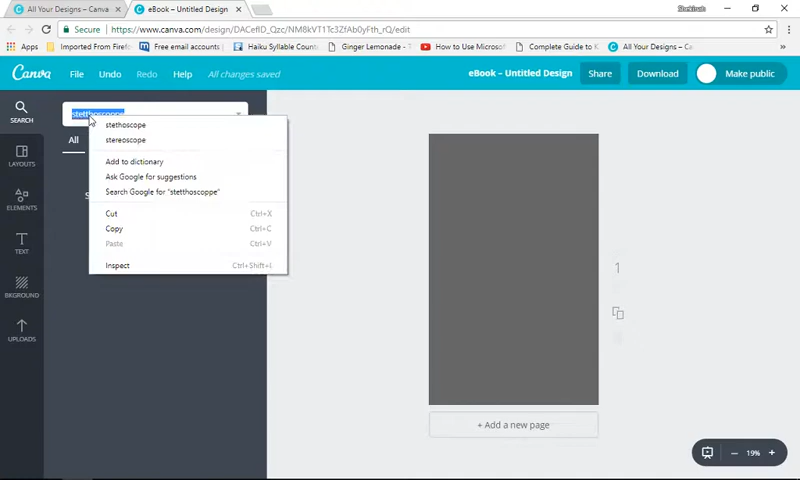 All Your Designs – Canva
eBook – Untitled Design
Secure
https://www.canva.com/design/DACefID_Qzc/NM8kVT1Tc3ZfAb0yFth_rQ/edit
Apps
Imported From Firefox
Free email accounts
Haiku Syllable Count
Ginger Lemonade -
How to Use Microsof
Complete Guide to K
All Your Designs – Ca
Canva
File
Undo
Redo
Help
All changes saved
eBook – Untitled Design
Share
Download
Make public
SEARCH
LAYOUTS
ELEMENTS
TEXT
BKGROUND
UPLOADS
stetthoscoppe
All
stethoscope
stereoscope
Add to dictionary
Ask Google for suggestions
Search Google for "stetthoscoppe"
Cut Ctrl+X
Copy Ctrl+C
Paste Ctrl+V
Inspect Ctrl+Shift+I
1
+ Add a new page
19%